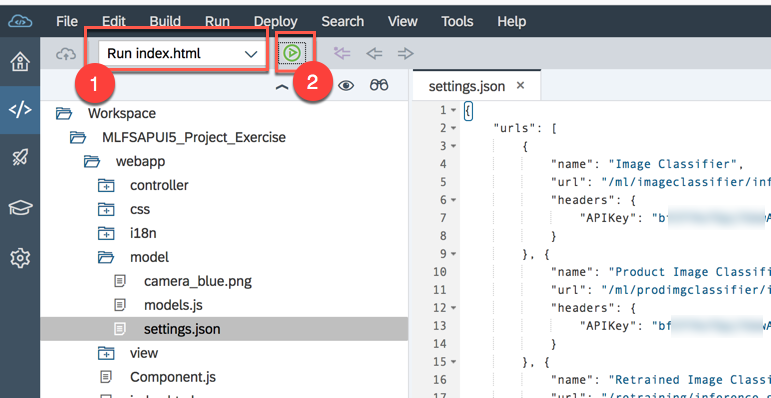 File Edit Build Run Deploy Search View Tools Help
Run index.html
1
2
settings.json ×
Workspace
MLFSAPUI5_Project_Exercise
webapp
controller
css
i18n
model
camera_blue.png
models.js
settings.json
view
Component.js
1 {
2 "urls": [
3 {
4 "name": "Image Classifier",
5 "url": "/ml/imageclassifier/inf
6 "headers": {
7 "APIKey": "b
8 }
9 }, {
10 "name": "Product Image Classifi
11 "url": "/ml/prodimgclassifier/i
12 "headers": {
13 "APIKey": "bf
14 }
15 }, {
16 "name": "Retrained Image Classi
17 "url": "/retraining/inference